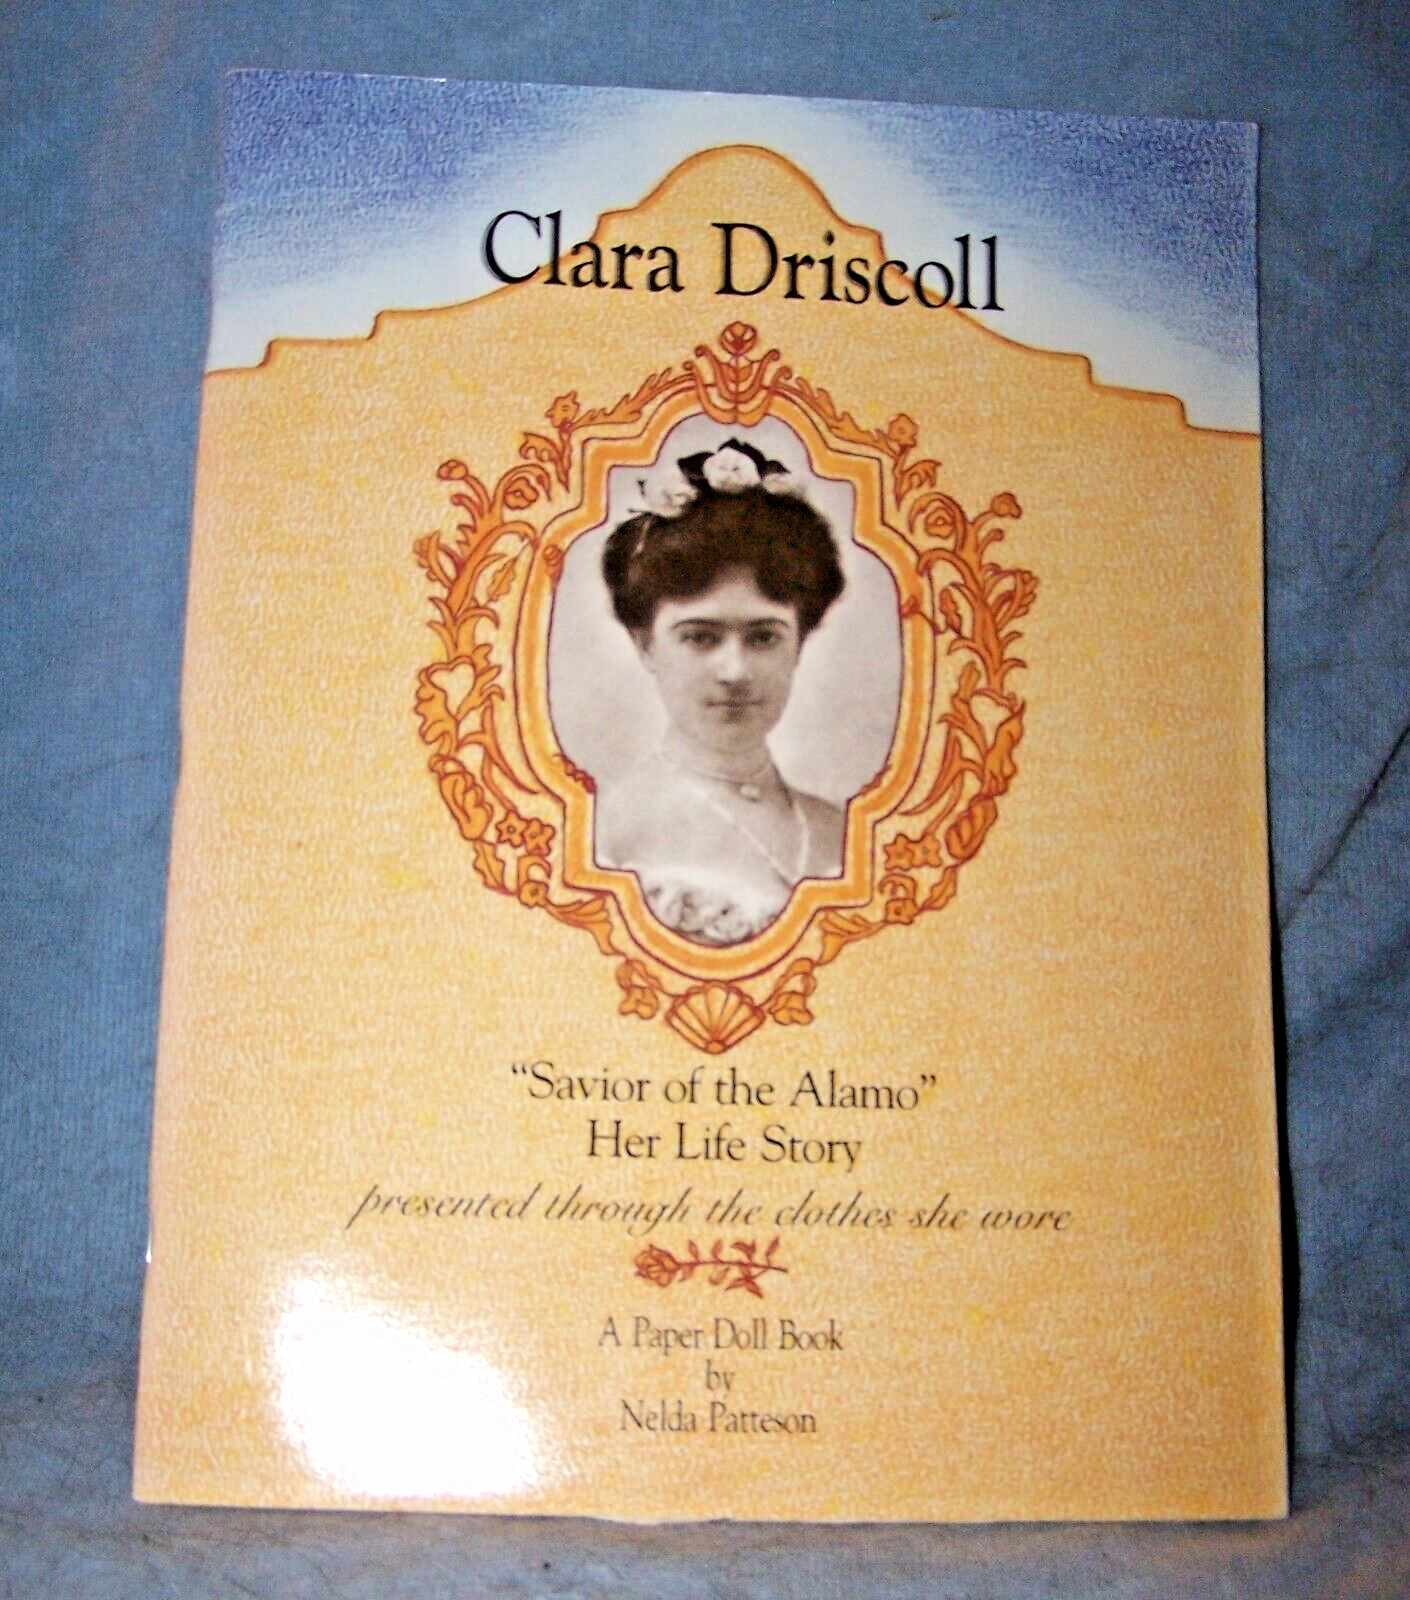 Clara Driscoll
“Savior of the Alamo”
Her Life Story
presented through the clothes she wore
A Paper Doll Book
by
Nelda Patteson